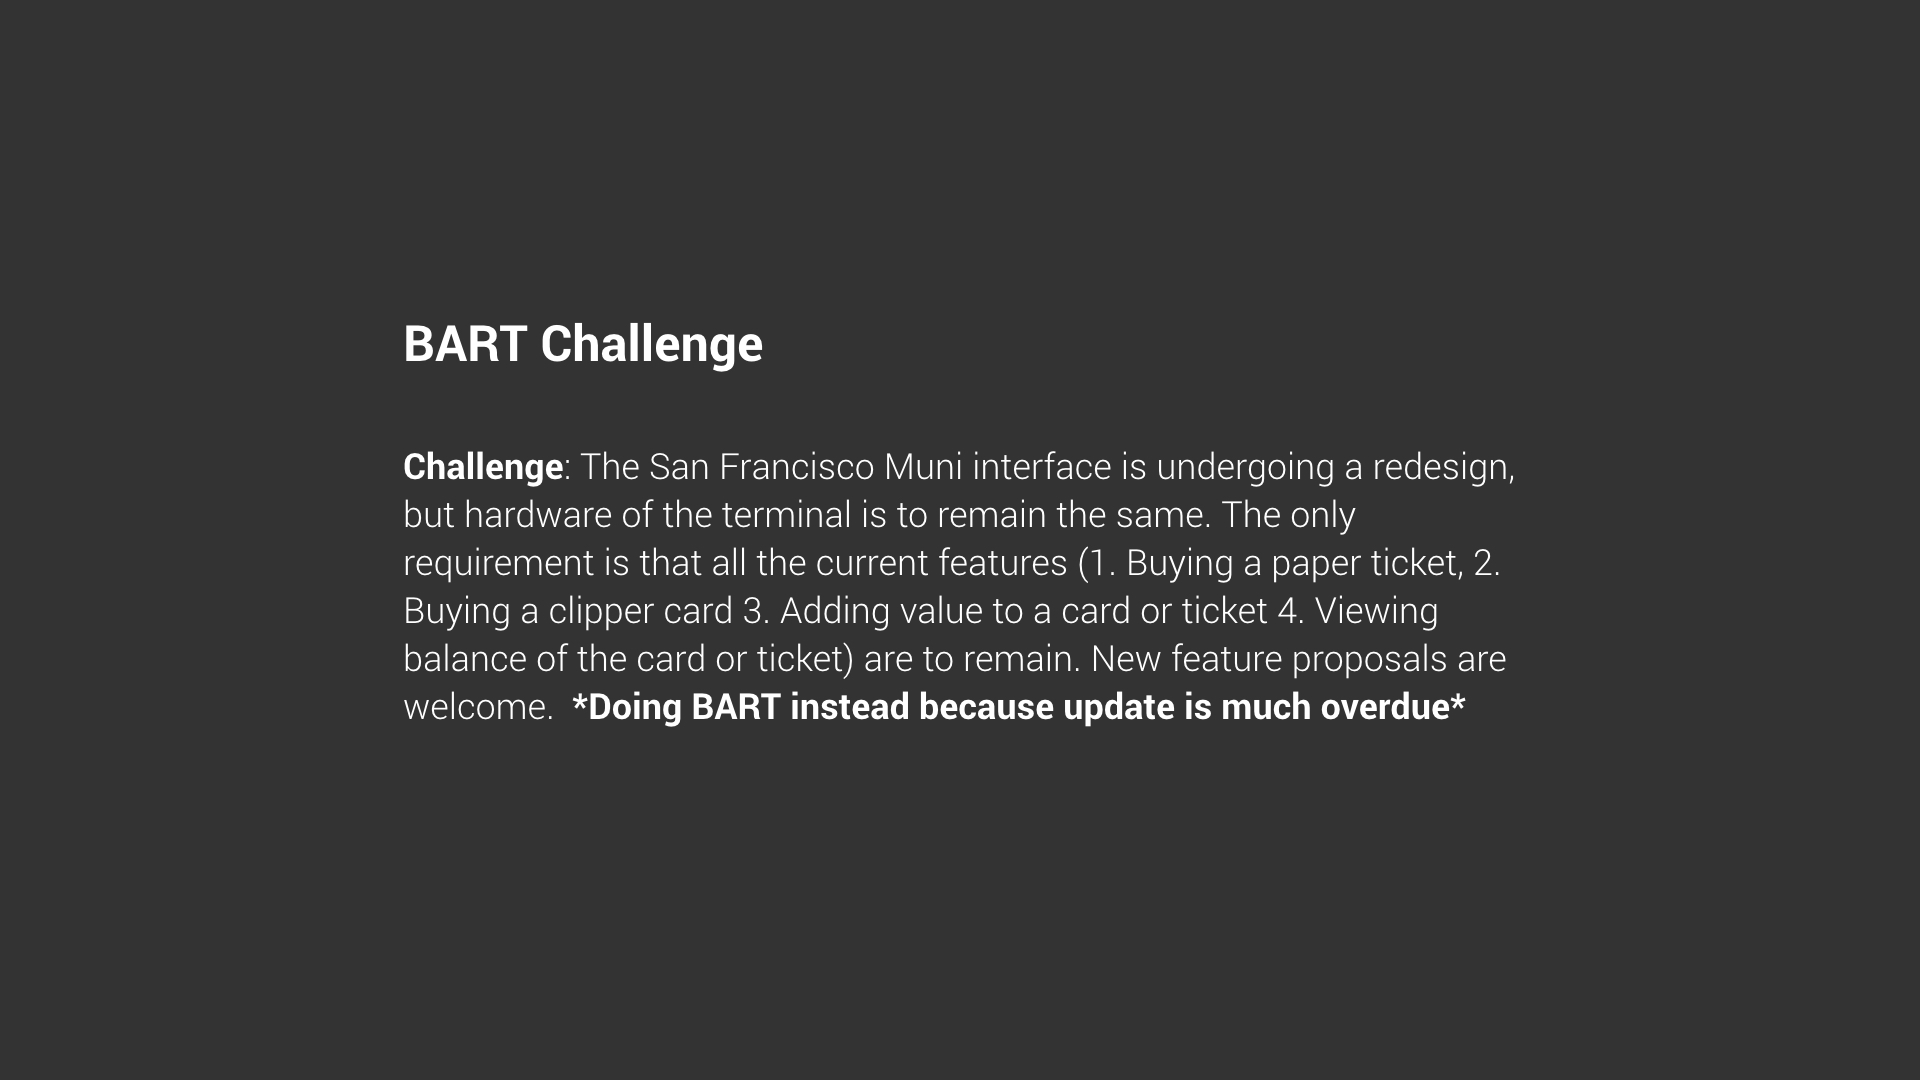 BART Challenge
Challenge: The San Francisco Muni interface is undergoing a redesign,
but hardware of the terminal is to remain the same. The only
requirement is that all the current features (1. Buying a paper ticket, 2.
Buying a clipper card 3. Adding value to a card or ticket 4. Viewing
balance of the card or ticket) are to remain. New feature proposals are
welcome.  *Doing BART instead because update is much overdue*